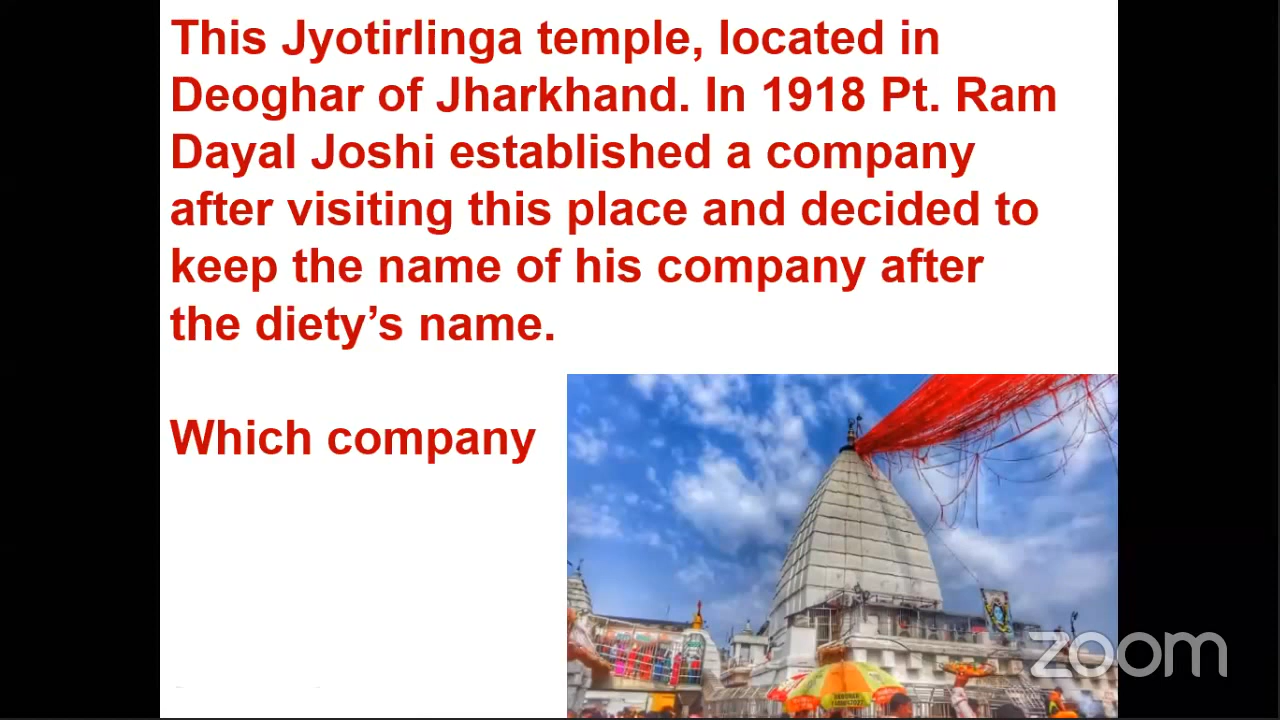 This Jyotirlinga temple, located in
Deoghar of Jharkhand. In 1918 Pt. Ram
Dayal Joshi established a company
after visiting this place and decided to
keep the name of his company after
the diety’s name.
Which company
zoom